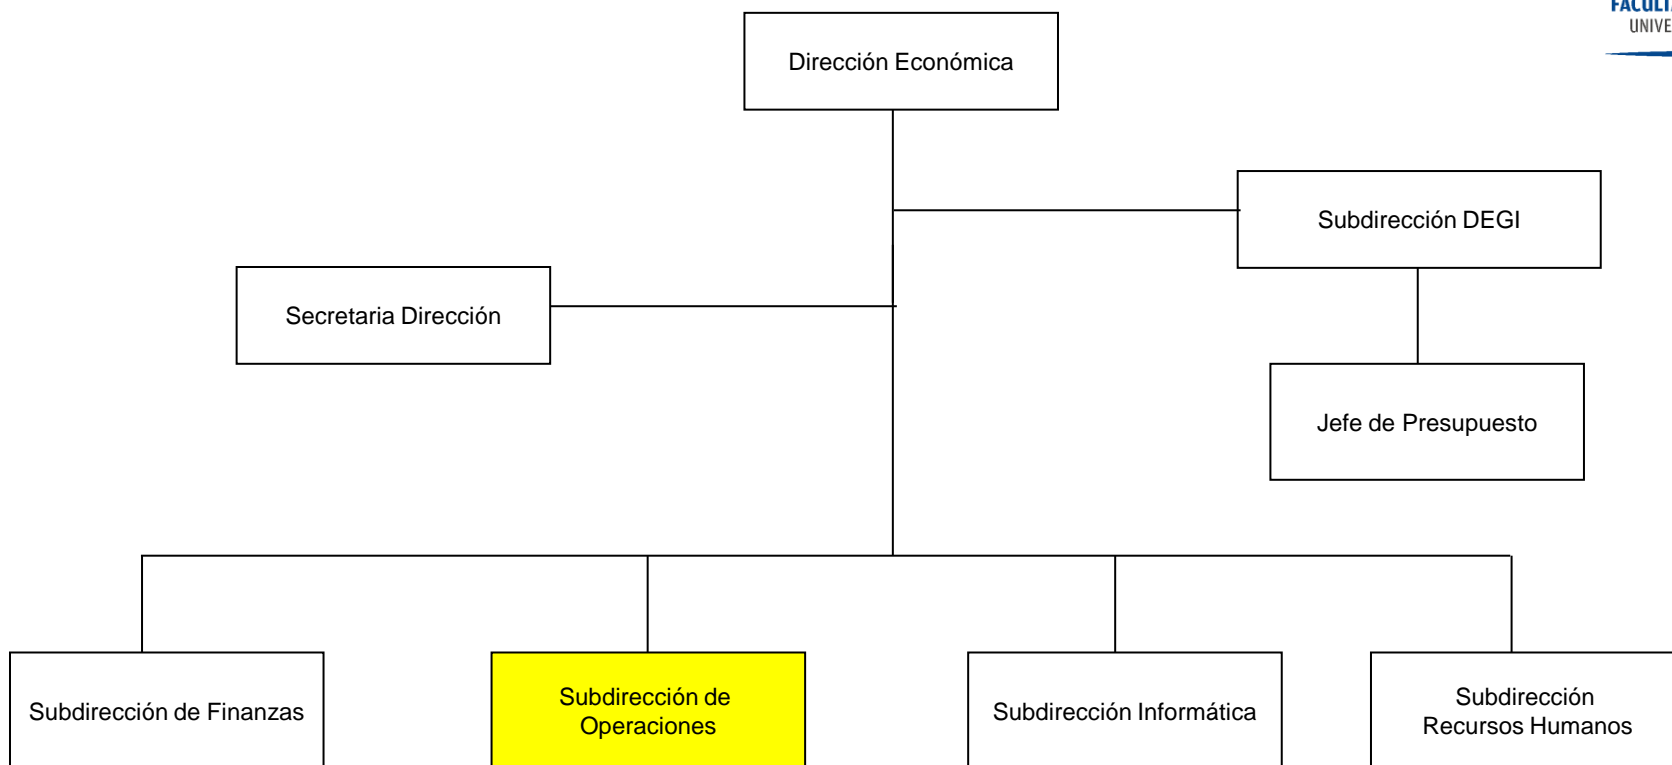 Dirección Económica
Subdirección DEGI
Secretaria Dirección
Jefe de Presupuesto
Subdirección de Finanzas
Subdirección de
Operaciones
Subdirección Informática
Subdirección
Recursos Humanos